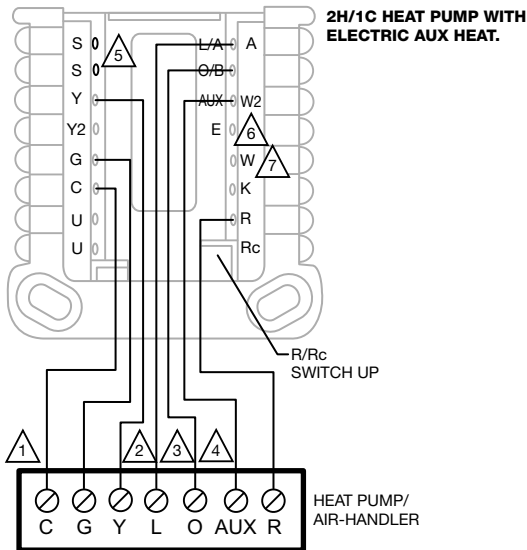 2H/1C HEAT PUMP WITH
ELECTRIC AUX HEAT.
S
S
Y
Y2
G
C
U
U
5
L/A A
O/B
AUX W2
E
6
W 7
K
R
Rc
R/Rc
SWITCH UP
1
2
3
4
C G Y L O AUX R
HEAT PUMP/
AIR-HANDLER